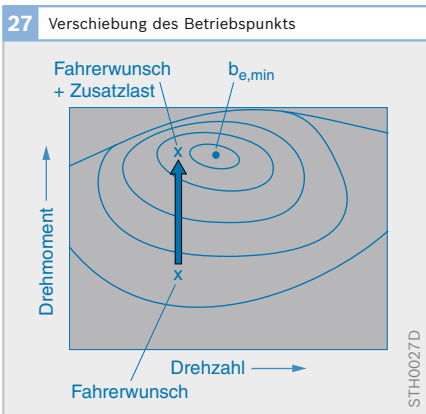 27 Verschiebung des Betriebspunkts
Fahrerwunsch
+ Zusatzlast
b e,min
x
x
Drehmoment
Drehzahl
Fahrerwunsch
STH0027D